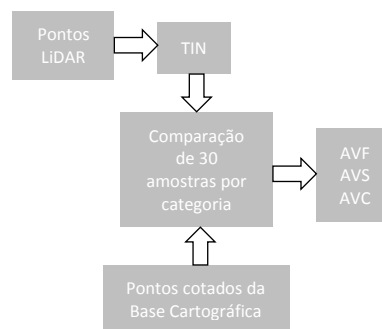 Pontos
LiDAR
TIN
Comparação
de 30
amostras por
categoria
AVF
AVS
AVC
Pontos cotados da
Base Cartográfica